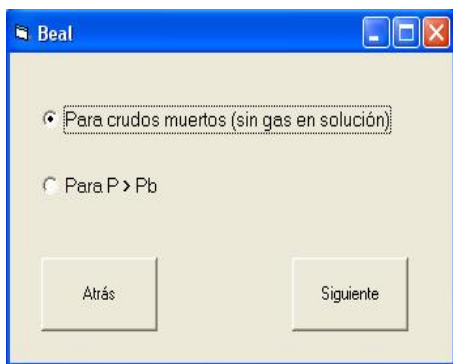 Beal
Para crudos muertos (sin gas en solución)
Para P > Pb
Atrás
Siguiente